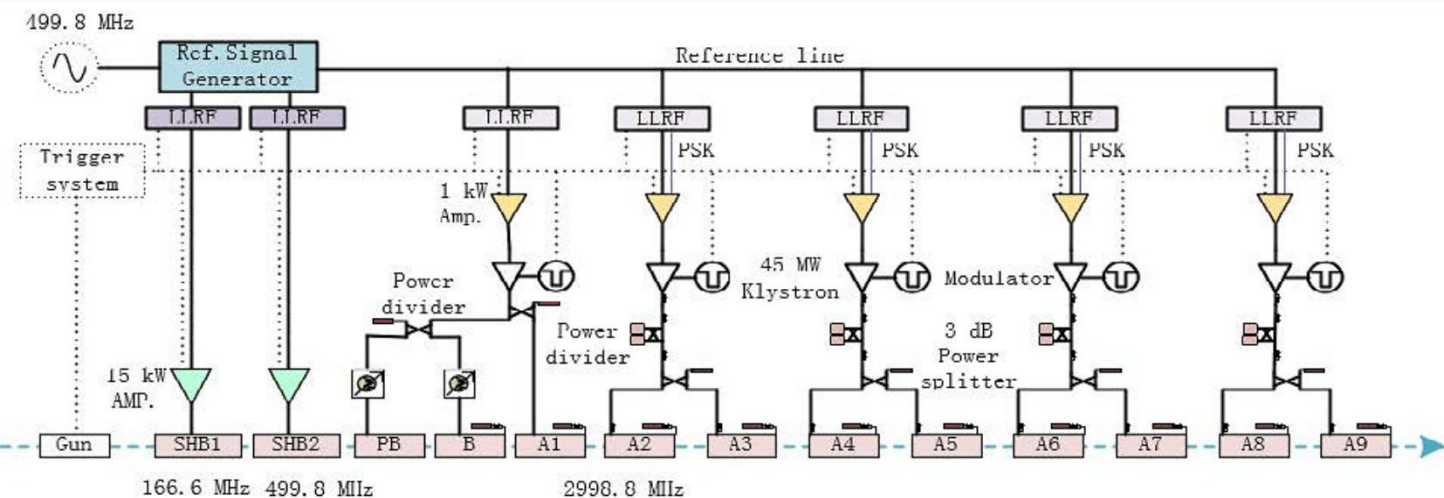 499.8 MHz
Ref.Signal
Generator
Reference line
LLRF
LLRF
LLRF
LLRF
LLRF
LLRF
LLRF
Trigger
system
PSK
PSK
PSK
PSK
1 kW
Amp.
45 MW
Klystron
Modulator
Power
divider
Power
divider
3 dB
Power
splitter
15 kW
AMP.
Gun
SHB1
SHB2
PB
B
A1
A2
A3
A4
A5
A6
A7
A8
A9
166.6 MHz
499.8 MHz
2998.8 MHz